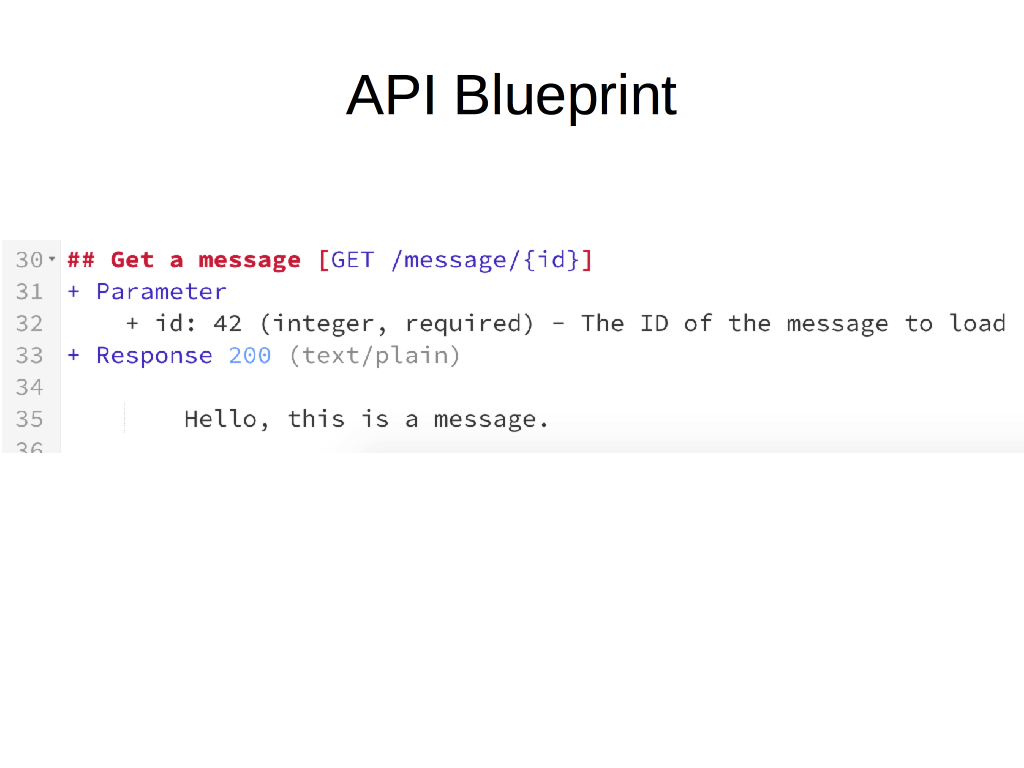 API Blueprint
30 ## Get a message [GET /message/{id}]
31 + Parameter
32 + id: 42 (integer, required) – The ID of the message to load
33 + Response 200 (text/plain)
34
35 Hello, this is a message.
36